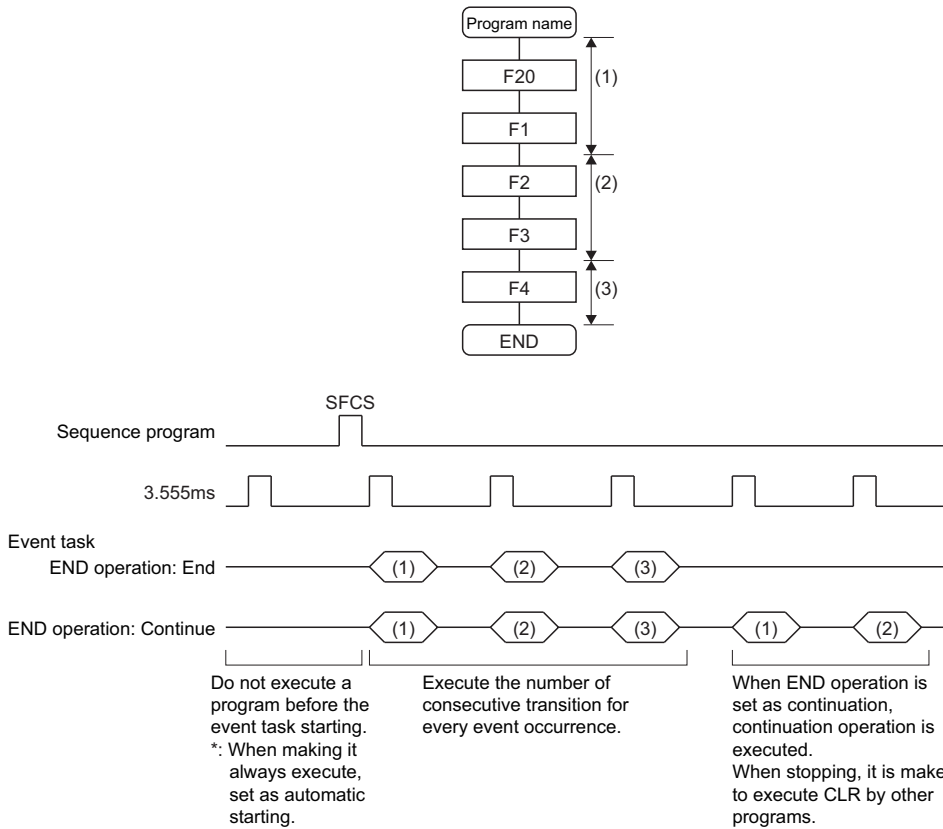 Program name
F20
(1)
F1
F2
(2)
F3
F4
(3)
END
SFCS
Sequence program
3.555ms
Event task
END operation: End
(1)
(2)
(3)
END operation: Continue
(1)
(2)
(3)
(1)
(2)
Do not execute a
program before the
event task starting.
*: When making it
always execute,
set as automatic
starting.
Execute the number of
consecutive transition for
every event occurrence.
When END operation is
set as continuation,
continuation operation is
executed.
When stopping, it is make
to execute CLR by other
programs.